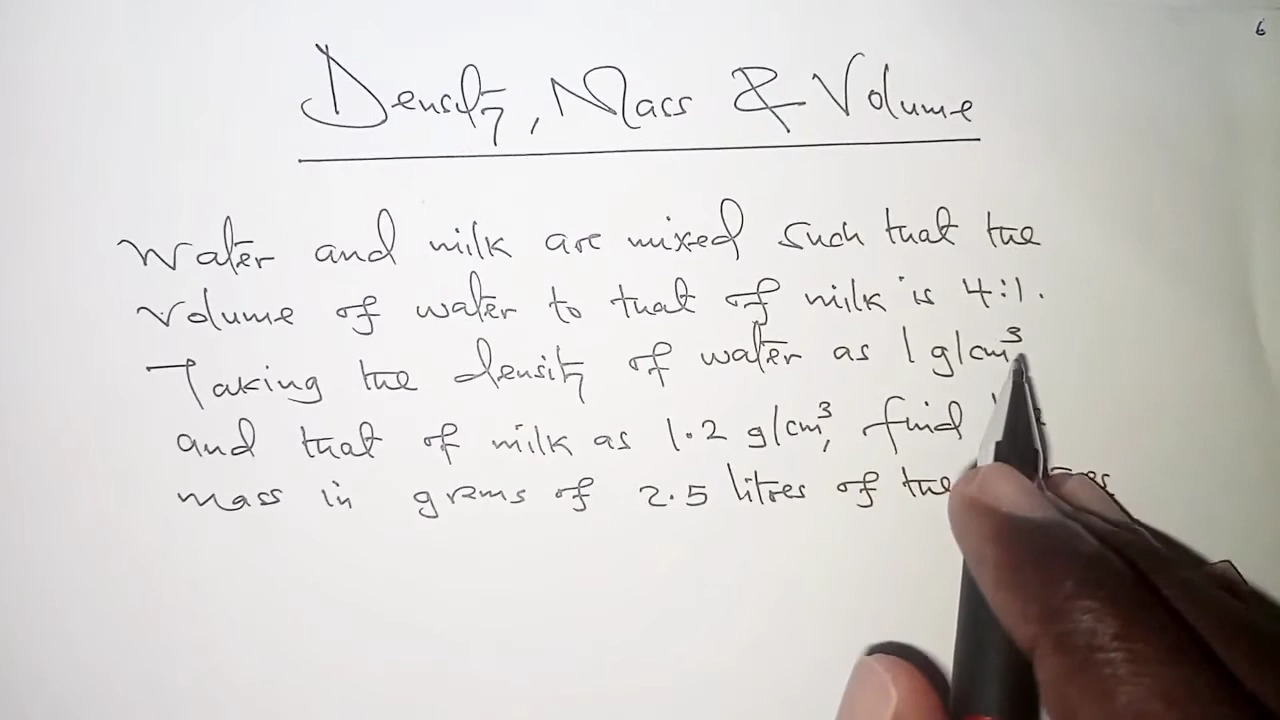 6
Density, Mass & Volume
Water and milk are mixed such that the
volume of water to that of milk is 4:1.
Taking the density of water as 1 g/cm³
and that of milk as 1.2 g/cm³, find
mass in grams of 2.5 litres of the